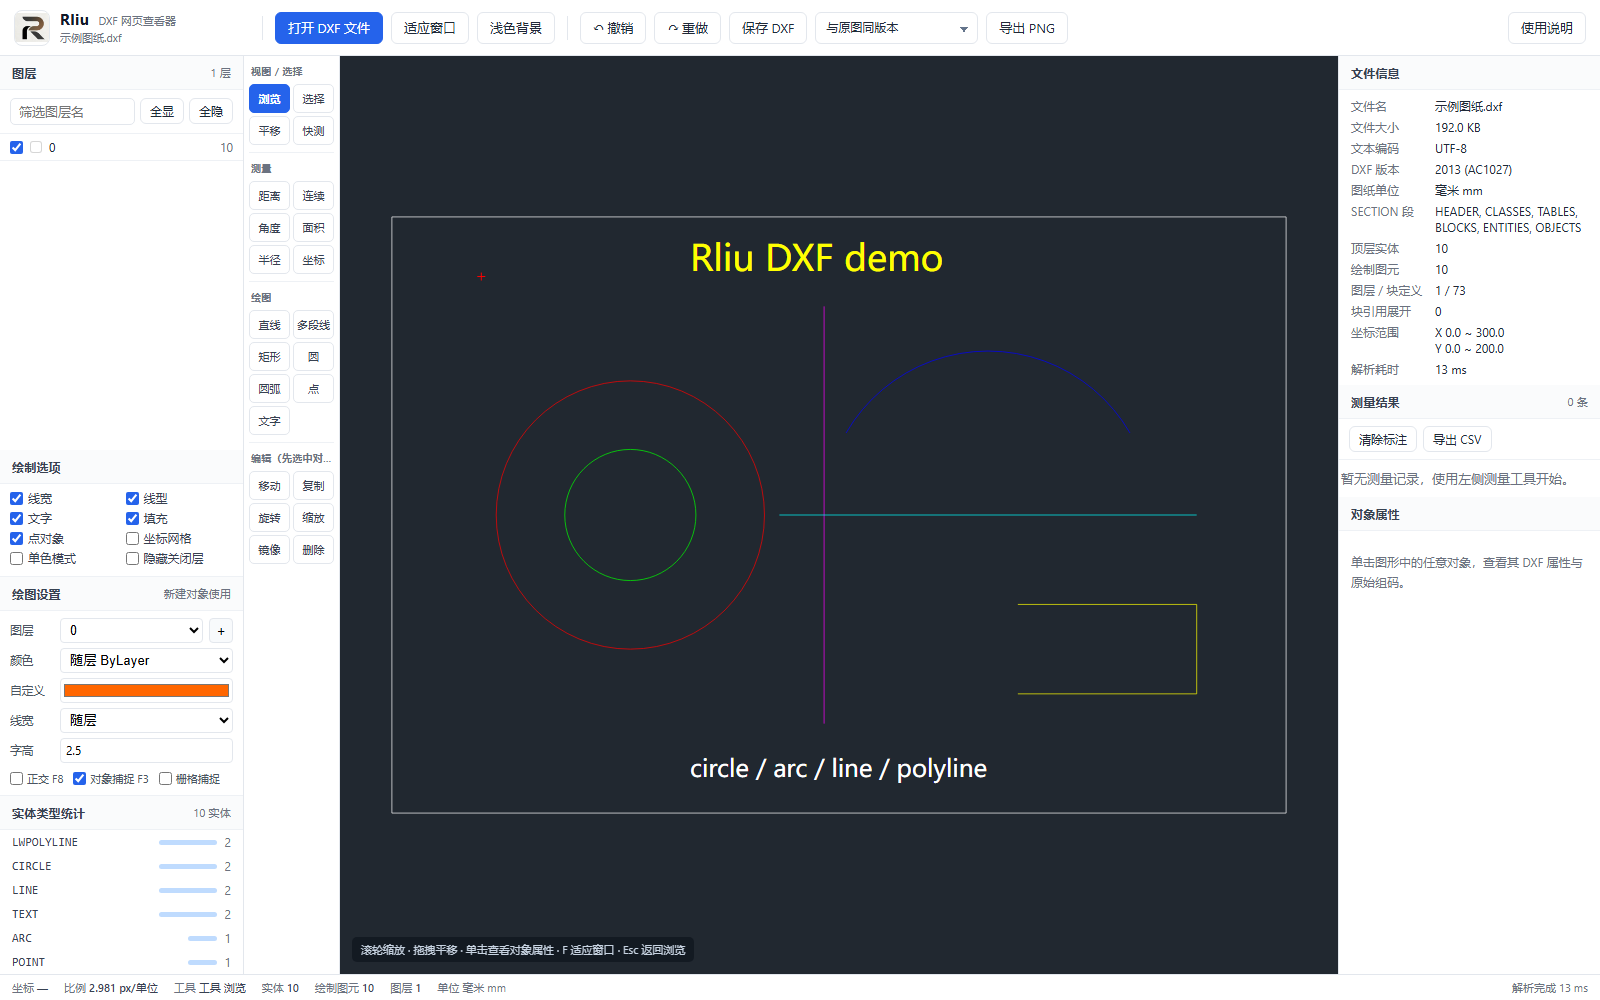 Rliu DXF 网页查看器
示例图纸.dxf
打开 DXF 文件
适应窗口
浅色背景
↶ 撤销
↷ 重做
保存 DXF
与原图同版本
导出 PNG
使用说明
图层
1 层
筛选图层名
全显
全隐
0
10
绘制选项
线宽
线型
文字
填充
点对象
坐标网格
单色模式
隐藏关闭层
绘图设置
新建对象使用
图层
0
+
颜色
随层 ByLayer
自定义
线宽
随层
字高
2.5
正交 F8
对象捕捉 F3
栅格捕捉
实体类型统计
10 实体
LWPOLYLINE 2
CIRCLE 2
LINE 2
TEXT 2
ARC 1
POINT 1
视图 / 选择
浏览
选择
平移
快测
测量
距离
连续
角度
面积
半径
坐标
绘图
直线
多段线
矩形
圆
圆弧
点
文字
编辑（先选中对...
移动
复制
旋转
缩放
镜像
删除
Rliu DXF demo
circle / arc / line / polyline
滚轮缩放 · 拖拽平移 · 单击查看对象属性 · F 适应窗口 · Esc 返回浏览
文件信息
文件名 示例图纸.dxf
文件大小 192.0 KB
文本编码 UTF-8
DXF 版本 2013 (AC1027)
图纸单位 毫米 mm
SECTION 段 HEADER, CLASSES, TABLES,
BLOCKS, ENTITIES, OBJECTS
顶层实体 10
绘制图元 10
图层 / 块定义 1 / 73
块引用展开 0
坐标范围 X 0.0 ~ 300.0
Y 0.0 ~ 200.0
解析耗时 13 ms
测量结果
0 条
清除标注
导出 CSV
暂无测量记录，使用左侧测量工具开始。
对象属性
单击图形中的任意对象，查看其 DXF 属性与
原始组码。
坐标 —
比例 2.981 px/单位
工具 工具 浏览
实体 10
绘制图元 10
图层 1
单位 毫米 mm
解析完成 13 ms